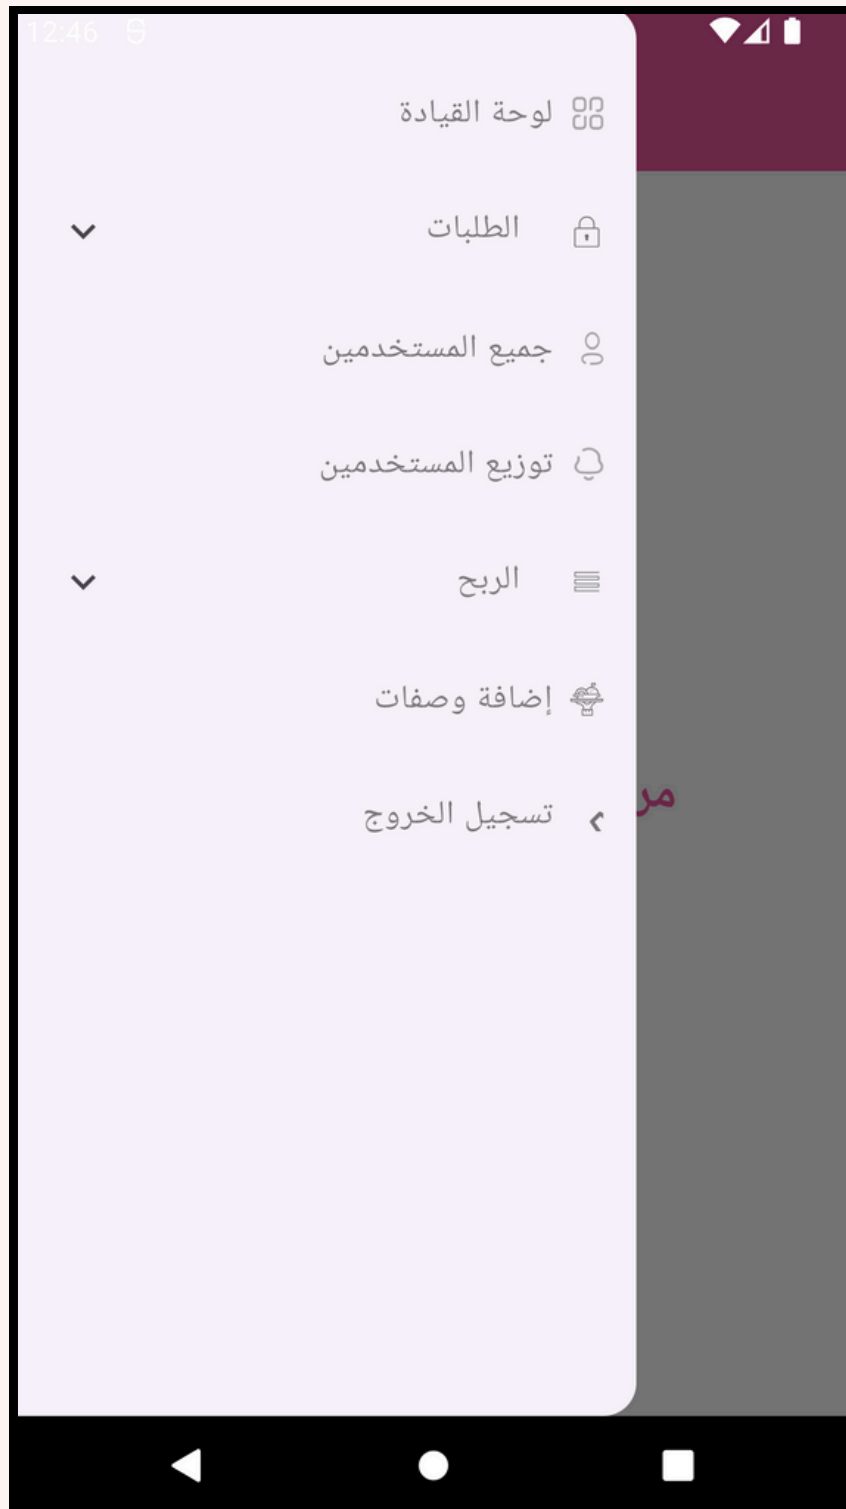 12:46
لوحة القيادة
الطلبات
جميع المستخدمين
توزيع المستخدمين
الربح
إضافة وصفات
تسجيل الخروج